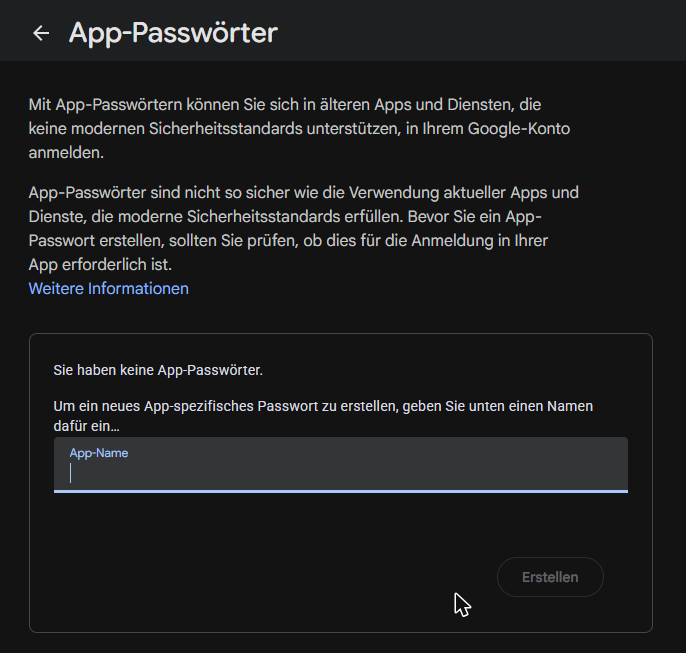 App-Passwörter
Mit App-Passwörtern können Sie sich in älteren Apps und Diensten, die
keine modernen Sicherheitsstandards unterstützen, in Ihrem Google-Konto
anmelden.
App-Passwörter sind nicht so sicher wie die Verwendung aktueller Apps und
Dienste, die moderne Sicherheitsstandards erfüllen. Bevor Sie ein App-
Passwort erstellen, sollten Sie prüfen, ob dies für die Anmeldung in Ihrer
App erforderlich ist.
Weitere Informationen
Sie haben keine App-Passwörter.
Um ein neues App-spezifisches Passwort zu erstellen, geben Sie unten einen Namen
dafür ein…
App-Name
Erstellen